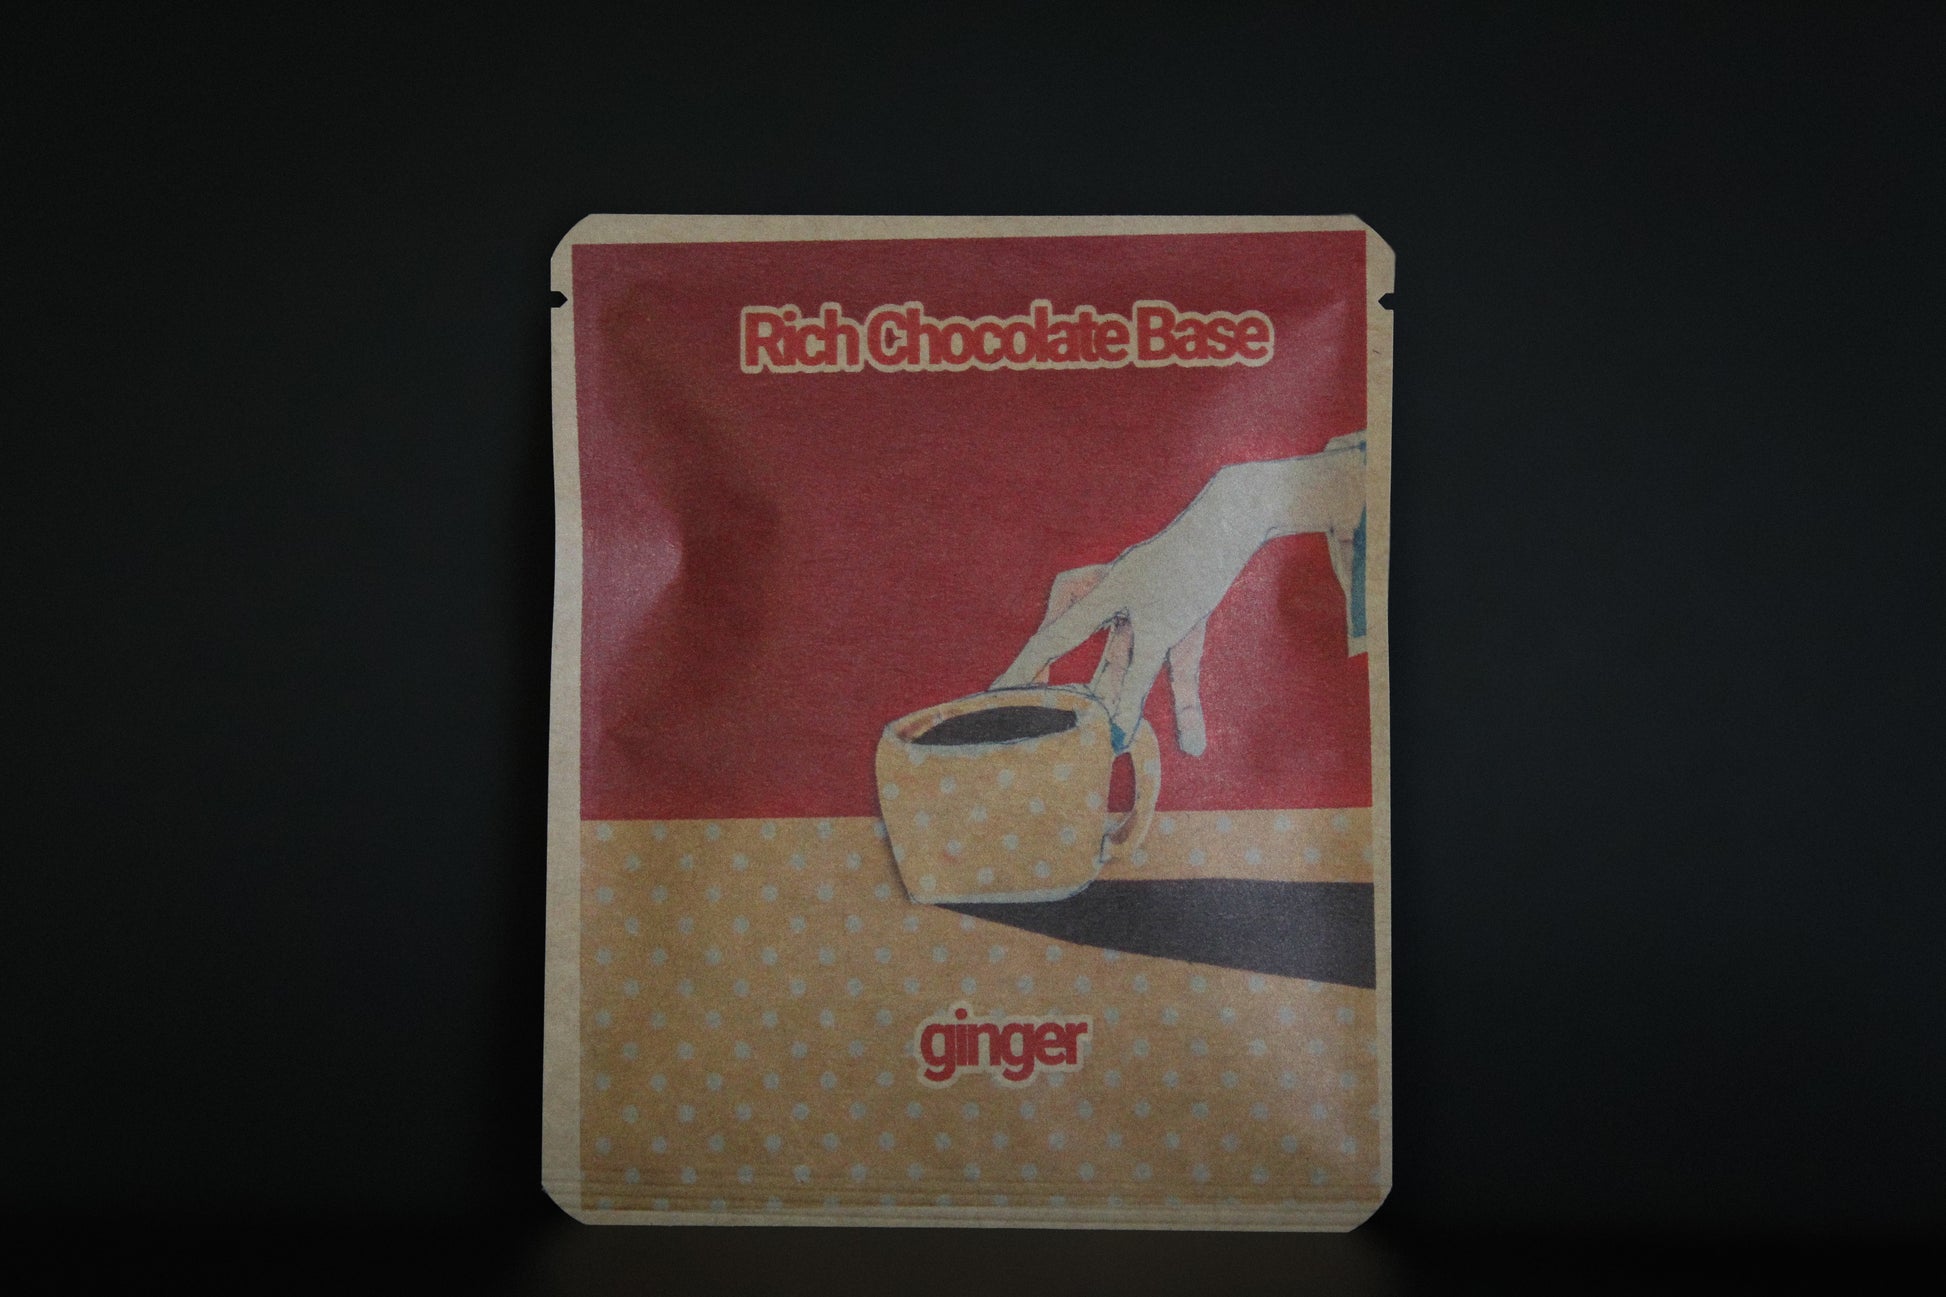 Rich Chocolate Base
ginger